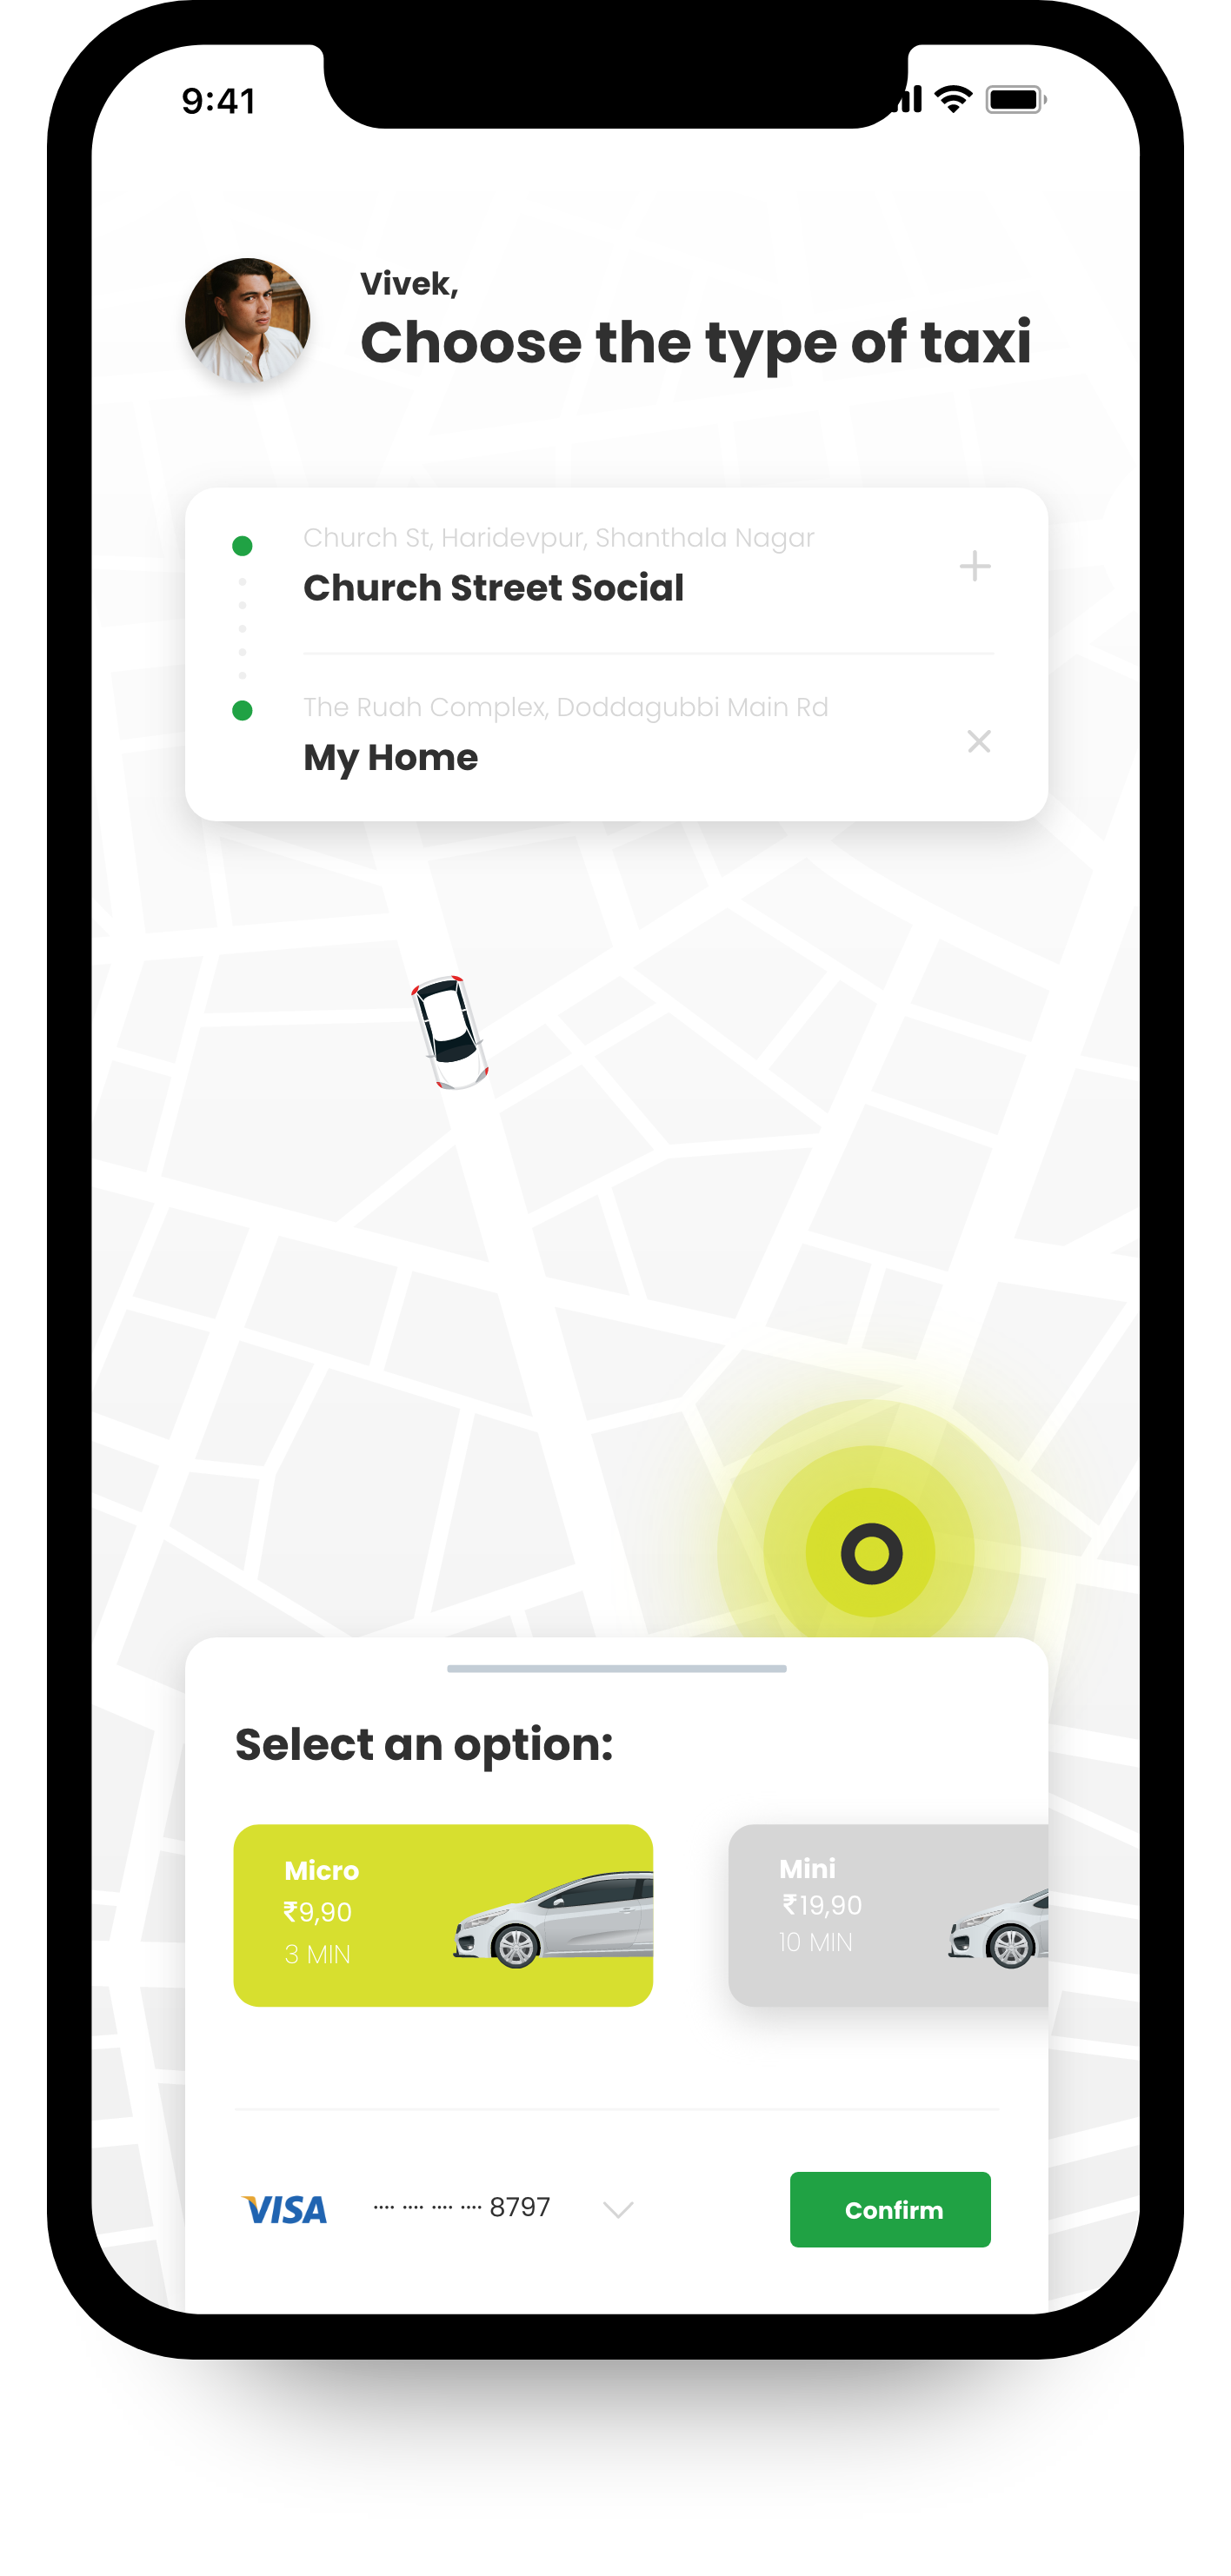 9:41
Vivek,
Choose the type of taxi
Church St, Haridevpur, Shanthala Nagar
Church Street Social
The Ruah Complex, Doddagubbi Main Rd
My Home
Select an option:
Micro
₹9,90
3 MIN
Mini
₹19,90
10 MIN
VISA
···· ···· ···· ···· 8797
Confirm